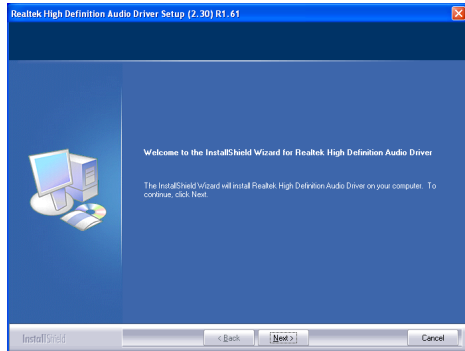 Realtek High Definition Audio Driver Setup (2.30) R1.61
Welcome to the InstallShield Wizard for Realtek High Definition Audio Driver
The InstallShield Wizard will install Realtek High Definition Audio Driver on your computer. To
continue, click Next.
InstallShield
< Back Next > Cancel